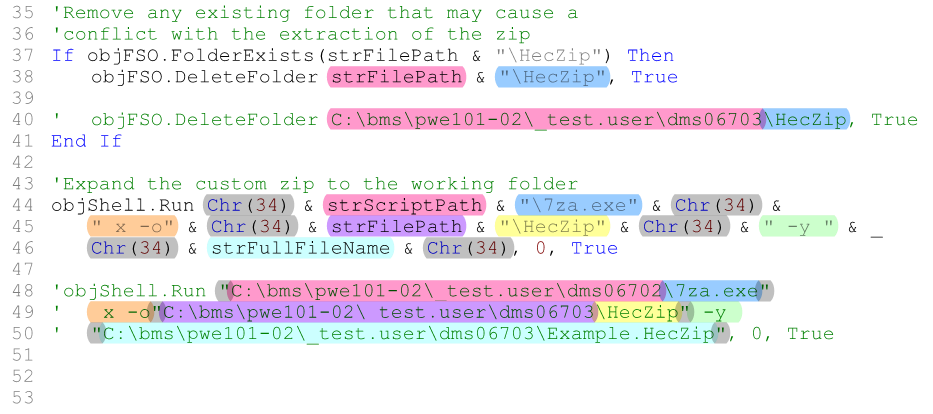 35 'Remove any existing folder that may cause a
36 'conflict with the extraction of the zip
37 If objFSO.FolderExists(strFilePath & "\HecZip") Then
38 objFSO.DeleteFolder strFilePath & "\HecZip", True
39
40 ' objFSO.DeleteFolder C:\bms\pwe101-02\_test.user\dms06703\HecZip, True
41 End If
42
43 'Expand the custom zip to the working folder
44 objShell.Run Chr(34) & strScriptPath & "\7za.exe" & Chr(34) &
45 " x -o" & Chr(34) & strFilePath & "\HecZip" & Chr(34) & " -y " & _
46 Chr(34) & strFullFileName & Chr(34), 0, True
47
48 'objShell.Run "C:\bms\pwe101-02\_test.user\dms06702\7za.exe"
49 ' x -o"C:\bms\pwe101-02\_test.user\dms06703\HecZip" -y
50 ' "C:\bms\pwe101-02\_test.user\dms06703\Example.HecZip", 0, True
51
52
53